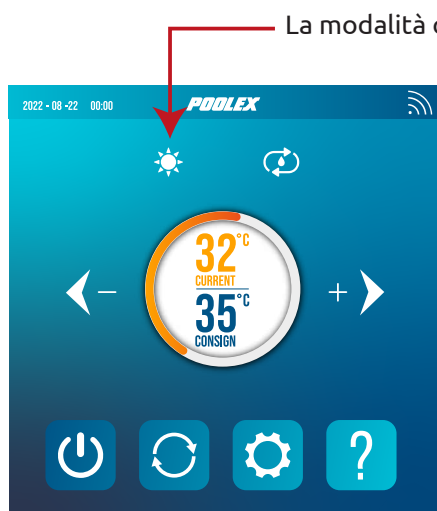 La modalità
2022 - 08 -22 00:00 POOLEX
32°C
CURRENT
35°C
CONSIGN
− +
?